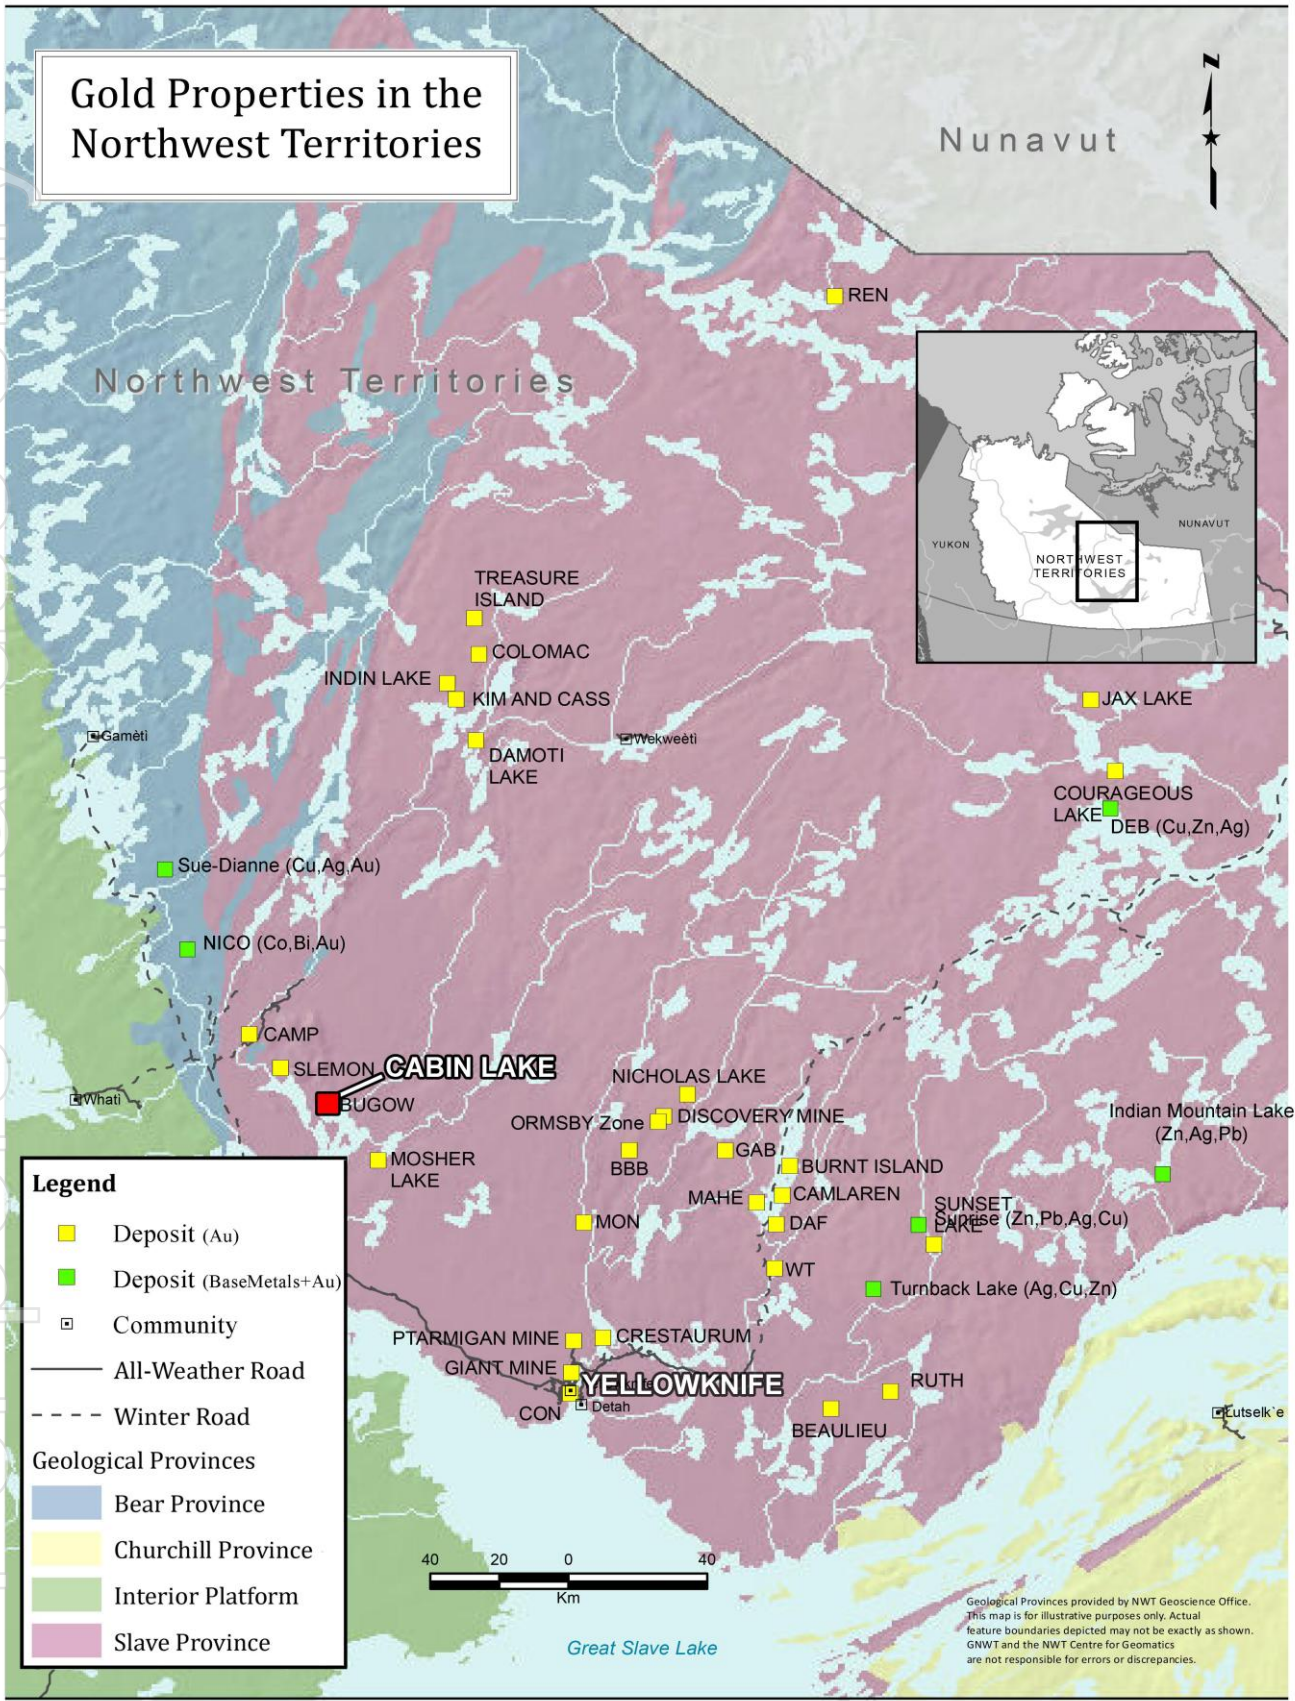 Gold Properties in the
Northwest Territories
Nunavut
N
REN
Northwest Territories
YUKON
NUNAVUT
NORTHWEST
TERRITORIES
TREASURE
ISLAND
COLOMAC
INDIN LAKE
KIM AND CASS
JAX LAKE
Gamètì
Wekweètì
DAMOTI
LAKE
COURAGEOUS
LAKE
DEB (Cu,Zn,Ag)
Sue-Dianne (Cu,Ag,Au)
NICO (Co,Bi,Au)
CAMP
SLEMON
CABIN LAKE
BUGOW
Whatì
NICHOLAS LAKE
DISCOVERY MINE
ORMSBY Zone
Indian Mountain Lake
(Zn,Ag,Pb)
BBB
GAB
BURNT ISLAND
MOSHER
LAKE
MAHE
CAMLAREN
MON
DAF
SUNSET
LAKE
Sunrise (Zn,Pb,Ag,Cu)
WT
Turnback Lake (Ag,Cu,Zn)
PTARMIGAN MINE
CRESTAURUM
GIANT MINE
YELLOWKNIFE
CON
Detah
RUTH
BEAULIEU
Lutselk`e
Legend
Deposit (Au)
Deposit (BaseMetals+Au)
Community
All-Weather Road
Winter Road
Geological Provinces
Bear Province
Churchill Province
Interior Platform
Slave Province
40 20 0 40
Km
Great Slave Lake
Geological Provinces provided by NWT Geoscience Office.
This map is for illustrative purposes only. Actual
feature boundaries depicted may not be exactly as shown.
GNWT and the NWT Centre for Geomatics
are not responsible for errors or discrepancies.